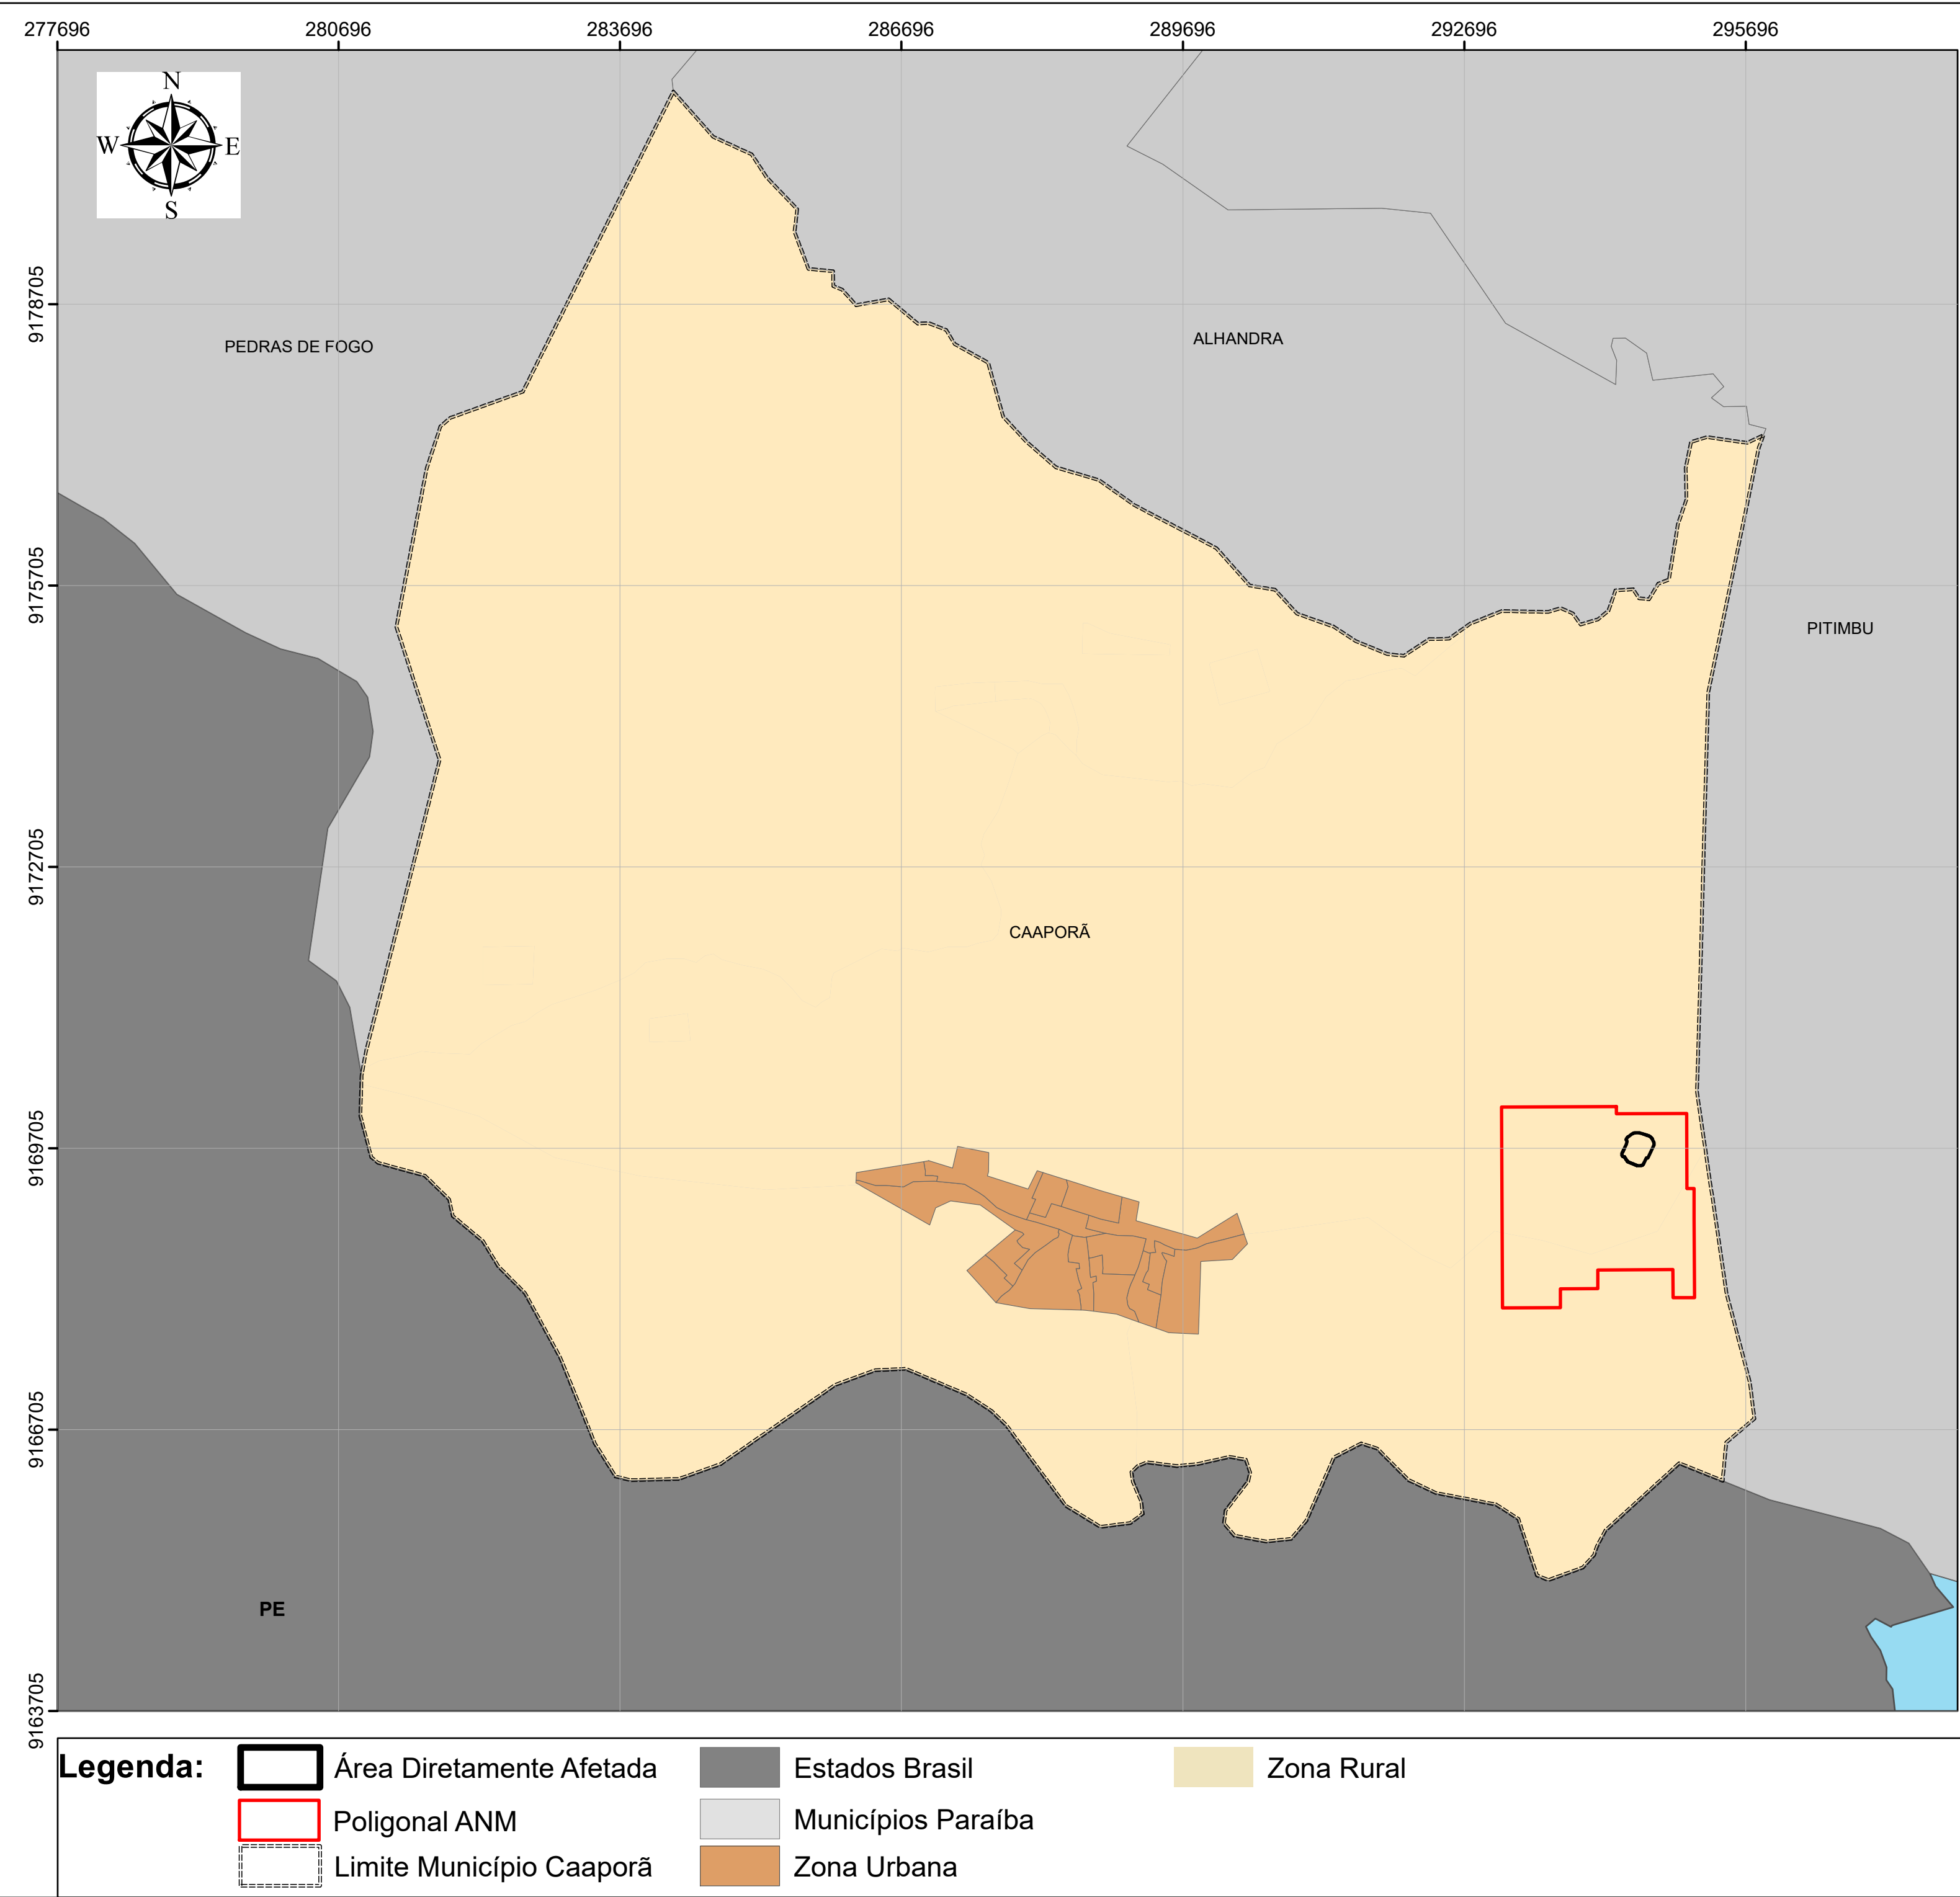 277696 280696 283696 286696 289696 292696 295696
N
W E
S
9178705
PEDRAS DE FOGO
ALHANDRA
9175705
PITIMBU
9172705
CAAPORÃ
9169705
9166705
PE
9163705
Legenda:
Área Diretamente Afetada
Poligonal ANM
Limite Município Caaporã
Estados Brasil
Municípios Paraíba
Zona Urbana
Zona Rural